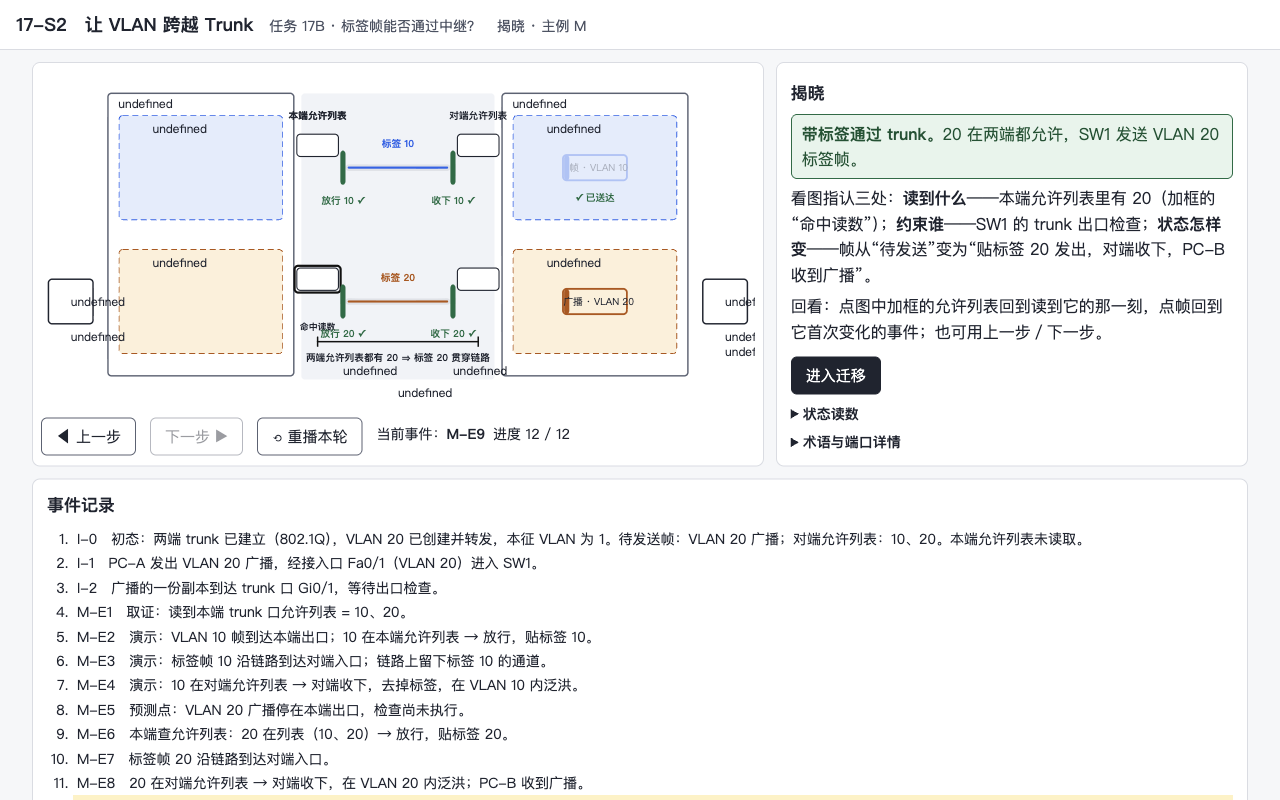 17–S2 让 VLAN 跨越 Trunk 任务 17B · 标签帧能否通过中继? 揭晓 · 主例 M
undefined
undefined
undefined
undefined
undefined
本端允许列表
对端允许列表
标签 10
放行 10 ✓
收下 10 ✓
标签 20
命中读数
放行 20 ✓
收下 20 ✓
两端允许列表都有 20 ⇒ 标签 20 贯穿链路
undefined
undefined
undefined
undefined
undefined
帧 · VLAN 10
✓ 已送达
undefined
广播 · VLAN 20
undef
undef
undef
◀ 上一步
下一步 ▶
⟲ 重播本轮
当前事件：M–E9 进度 12 / 12
揭晓
带标签通过 trunk。20 在两端都允许，SW1 发送 VLAN 20
标签帧。
看图指认三处：读到什么——本端允许列表里有 20（加框的
“命中读数”）；约束谁——SW1 的 trunk 出口检查；状态怎样
变——帧从“待发送”变为“贴标签 20 发出，对端收下，PC–B
收到广播”。
回看：点图中加框的允许列表回到读到它的那一刻，点帧回到
它首次变化的事件；也可用上一步 / 下一步。
进入迁移
▶ 状态读数
▶ 术语与端口详情
事件记录
1. I–0 初态：两端 trunk 已建立（802.1Q），VLAN 20 已创建并转发，本征 VLAN 为 1。待发送帧：VLAN 20 广播；对端允许列表：10、20。本端允许列表未读取。
2. I–1 PC–A 发出 VLAN 20 广播，经接入口 Fa0/1（VLAN 20）进入 SW1。
3. I–2 广播的一份副本到达 trunk 口 Gi0/1，等待出口检查。
4. M–E1 取证：读到本端 trunk 口允许列表 = 10、20。
5. M–E2 演示：VLAN 10 帧到达本端出口；10 在本端允许列表 → 放行，贴标签 10。
6. M–E3 演示：标签帧 10 沿链路到达对端入口；链路上留下标签 10 的通道。
7. M–E4 演示：10 在对端允许列表 → 对端收下，去掉标签，在 VLAN 10 内泛洪。
8. M–E5 预测点：VLAN 20 广播停在本端出口，检查尚未执行。
9. M–E6 本端查允许列表：20 在列表（10、20）→ 放行，贴标签 20。
10. M–E7 标签帧 20 沿链路到达对端入口。
11. M–E8 20 在对端允许列表 → 对端收下，在 VLAN 20 内泛洪；PC–B 收到广播。